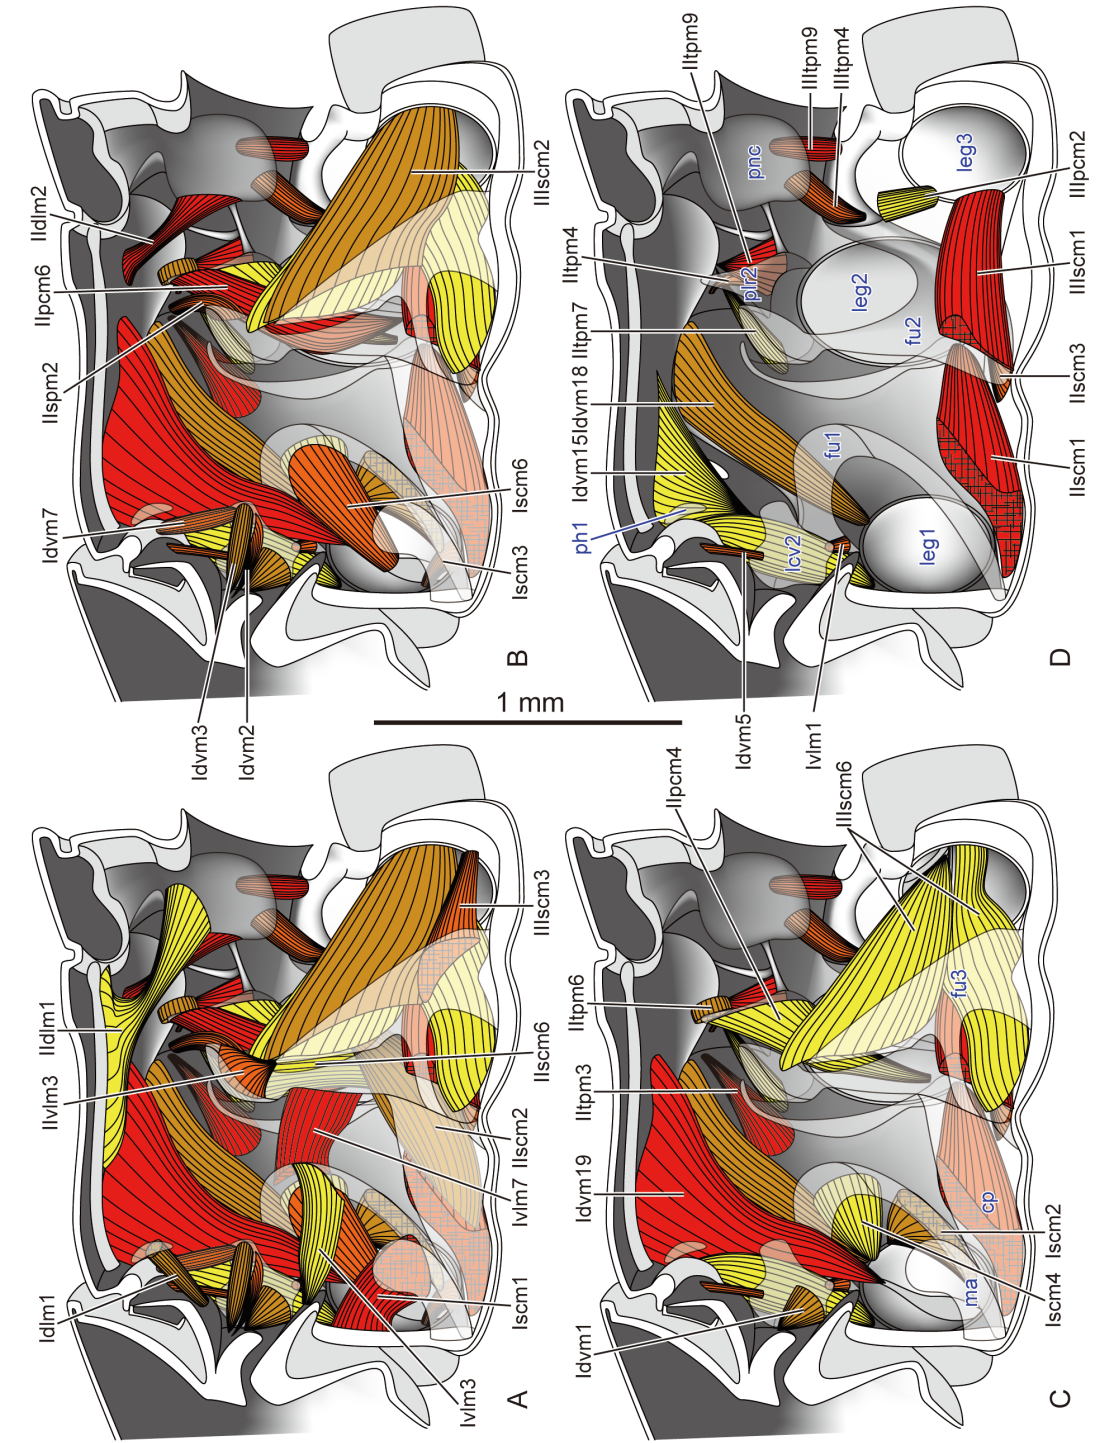 IIdlm1
IIvlm3
Idlm1
Ivlm3
Iscm1
Ivlm7
IIscm2
IIscm6
IIIscm3
A
IIdlm2
IIpcm6
IIspm2
Idvm7
Idvm3
Idvm2
Iscm3
Iscm6
IIIscm2
B
1 mm
IIpcm4
IIIscm6
IItpm6
IItpm3
Idvm19
Idvm1
fu3
cp
ma
Iscm4
Iscm2
C
IItpm9
IIItpm9
IIItpm4
IItpm4
IItpm7
Idvm18
Idvm15
ph1
Idvm5
Ivlm1
pnc
plr2
lcv2
fu1
fu2
leg1
leg2
leg3
IIIpcm2
IIIscm1
IIscm3
IIscm1
D